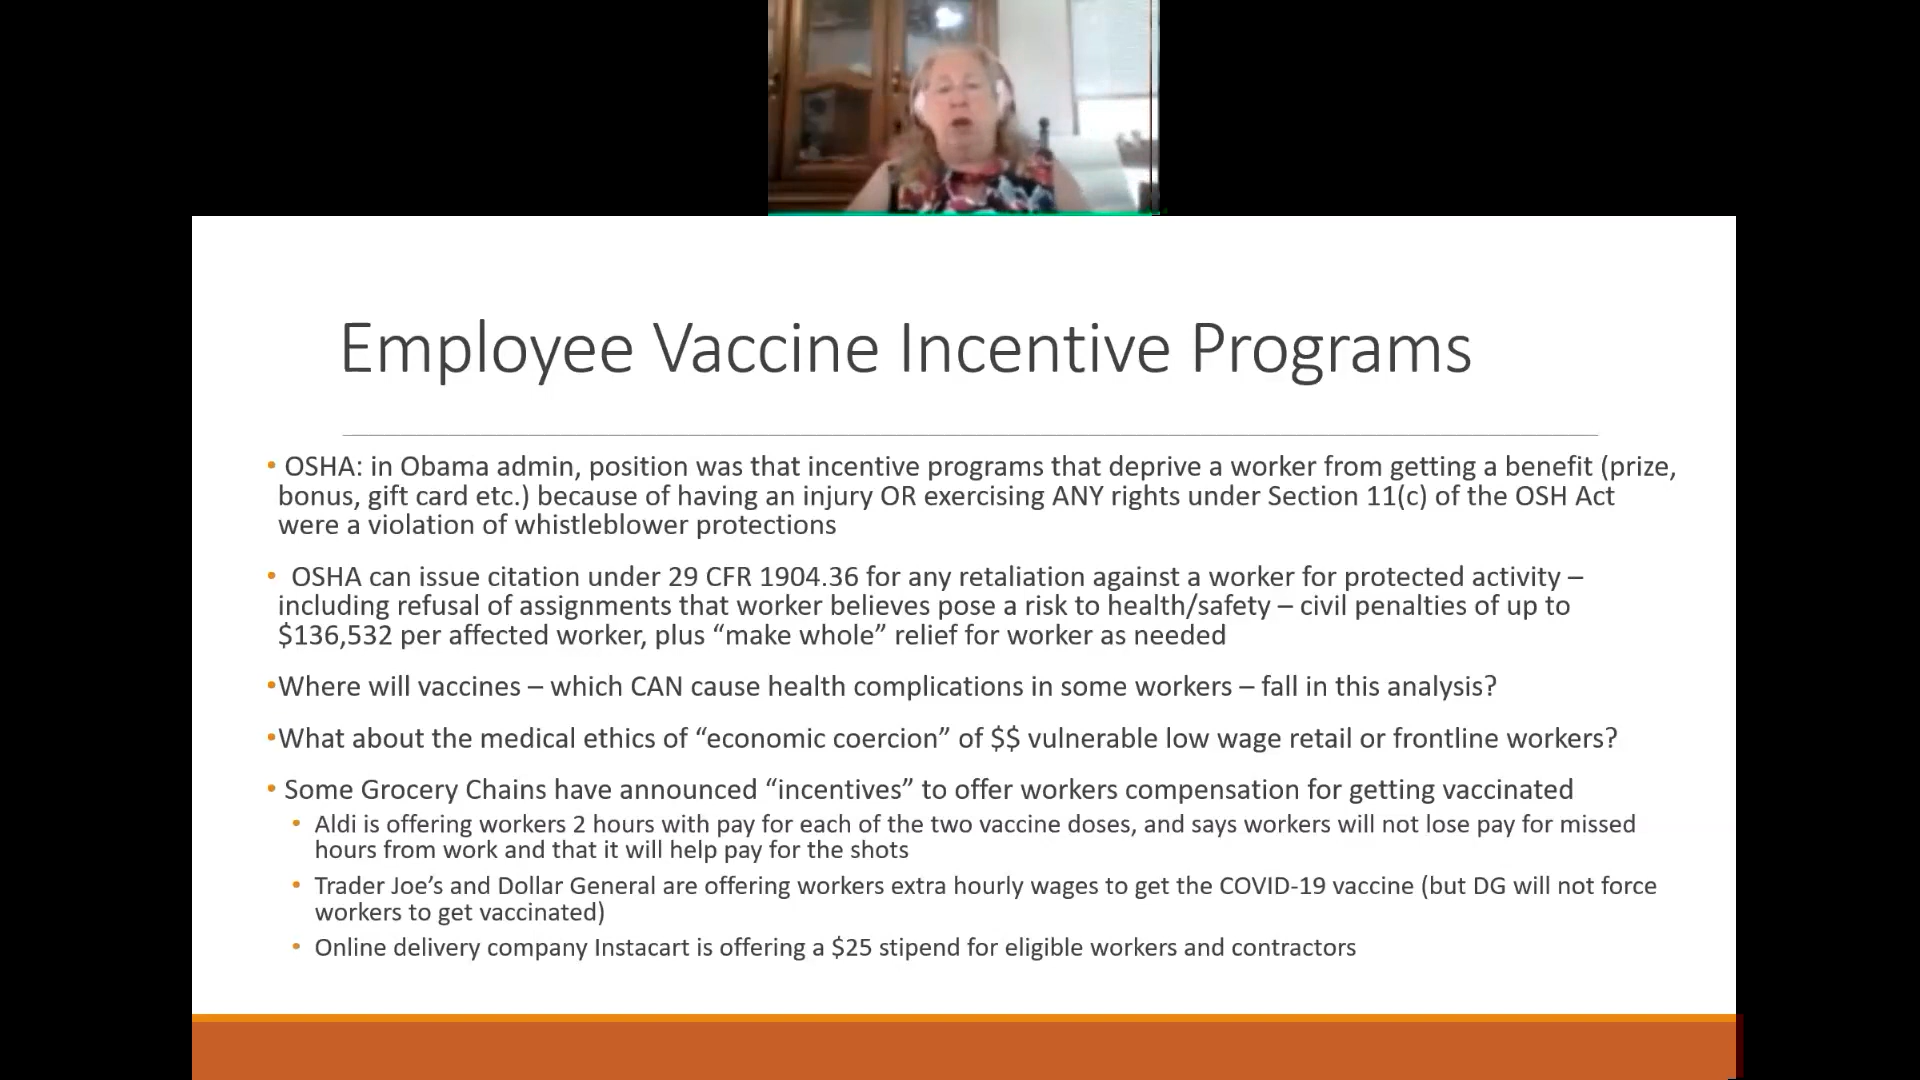 Employee Vaccine Incentive Programs
• OSHA: in Obama admin, position was that incentive programs that deprive a worker from getting a benefit (prize,
bonus, gift card etc.) because of having an injury OR exercising ANY rights under Section 11(c) of the OSH Act
were a violation of whistleblower protections
• OSHA can issue citation under 29 CFR 1904.36 for any retaliation against a worker for protected activity –
including refusal of assignments that worker believes pose a risk to health/safety – civil penalties of up to
$136,532 per affected worker, plus “make whole” relief for worker as needed
•Where will vaccines – which CAN cause health complications in some workers – fall in this analysis?
•What about the medical ethics of “economic coercion” of $$ vulnerable low wage retail or frontline workers?
• Some Grocery Chains have announced “incentives” to offer workers compensation for getting vaccinated
• Aldi is offering workers 2 hours with pay for each of the two vaccine doses, and says workers will not lose pay for missed
hours from work and that it will help pay for the shots
• Trader Joe’s and Dollar General are offering workers extra hourly wages to get the COVID-19 vaccine (but DG will not force
workers to get vaccinated)
• Online delivery company Instacart is offering a $25 stipend for eligible workers and contractors